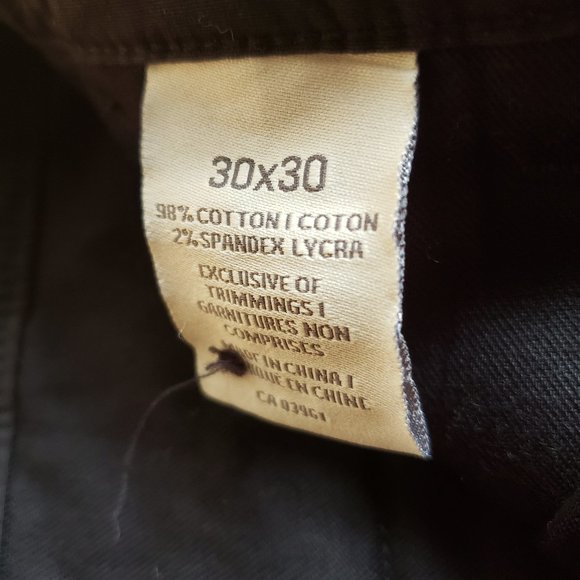 30x30
98% COTTON / COTON
2% SPANDEX LYCRA
EXCLUSIVE OF
TRIMMINGS /
GARNITURES NON
COMPRISES
MADE IN CHINA /
EN CHINE
CA 03961